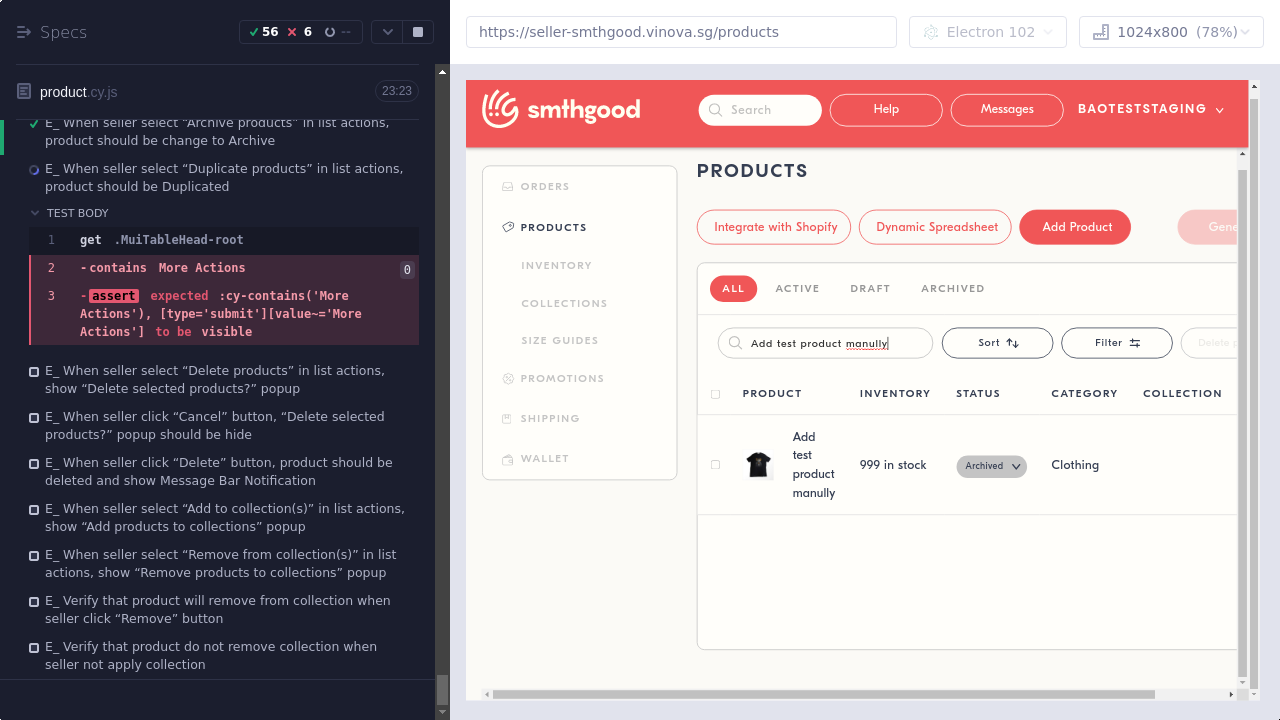 Specs
56 6 --
product.cy.js 23:23
E_ When seller select “Archive products” in list actions,
product should be change to Archive
E_ When seller select “Duplicate products” in list actions,
product should be Duplicated
TEST BODY
1 get .MuiTableHead-root
2 -contains More Actions 0
3 -assert expected :cy-contains('More
Actions'), [type='submit'][value~='More
Actions'] to be visible
E_ When seller select “Delete products” in list actions,
show “Delete selected products?” popup
E_ When seller click “Cancel” button, “Delete selected
products?” popup should be hide
E_ When seller click “Delete” button, product should be
deleted and show Message Bar Notification
E_ When seller select “Add to collection(s)” in list actions,
show “Add products to collections” popup
E_ When seller select “Remove from collection(s)” in list
actions, show “Remove products to collections” popup
E_ Verify that product will remove from collection when
seller click “Remove” button
E_ Verify that product do not remove collection when
seller not apply collection
https://seller-smthgood.vinova.sg/products
Electron 102
1024x800 (78%)
smthgood
Search
Help
Messages
BAOTESTSTAGING
ORDERS
PRODUCTS
INVENTORY
COLLECTIONS
SIZE GUIDES
PROMOTIONS
SHIPPING
WALLET
PRODUCTS
Integrate with Shopify
Dynamic Spreadsheet
Add Product
Gene
ALL ACTIVE DRAFT ARCHIVED
Add test product manully
Sort
Filter
Delete p
PRODUCT INVENTORY STATUS CATEGORY COLLECTION
Add
test
product
manully
999 in stock
Archived
Clothing